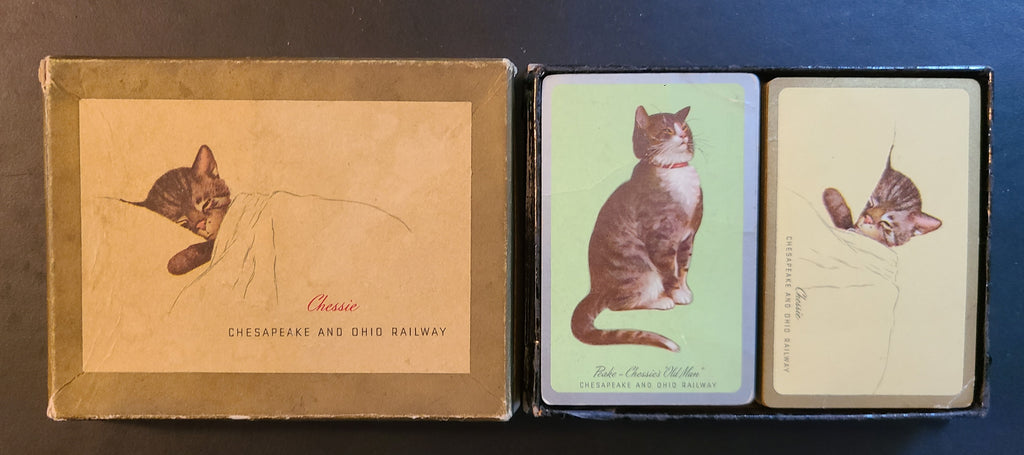 Chessie
CHESAPEAKE AND OHIO RAILWAY
Peake – Chessie's "Old Man"
CHESAPEAKE AND OHIO RAILWAY
Chessie
CHESAPEAKE AND OHIO RAILWAY